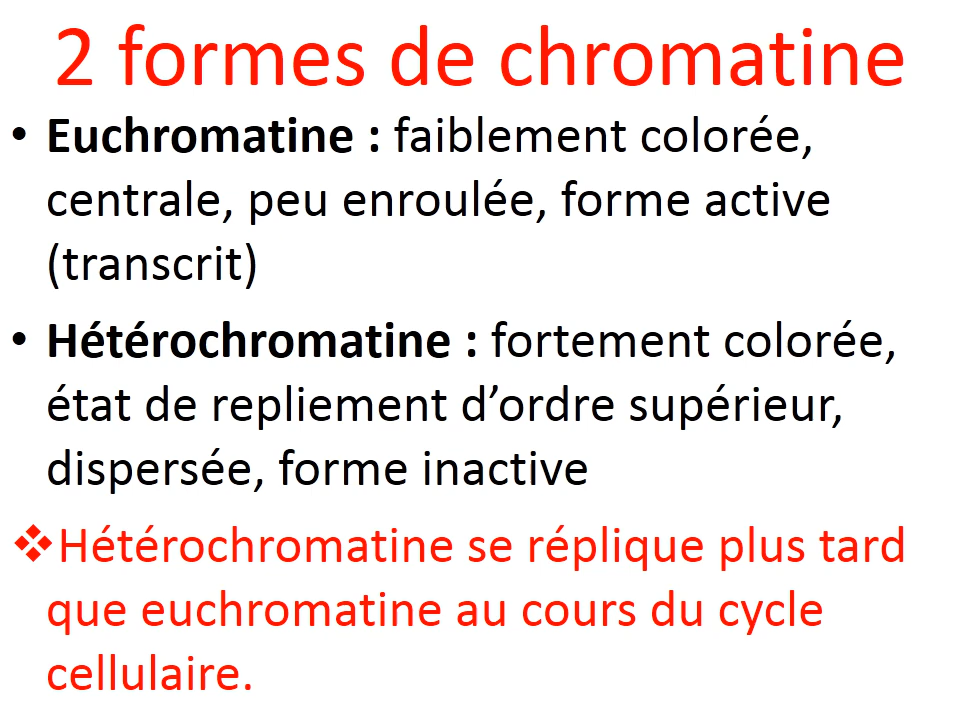 2 formes de chromatine
• Euchromatine : faiblement colorée,
centrale, peu enroulée, forme active
(transcrit)
• Hétérochromatine : fortement colorée,
état de repliement d’ordre supérieur,
dispersée, forme inactive
❖Hétérochromatine se réplique plus tard
que euchromatine au cours du cycle
cellulaire.